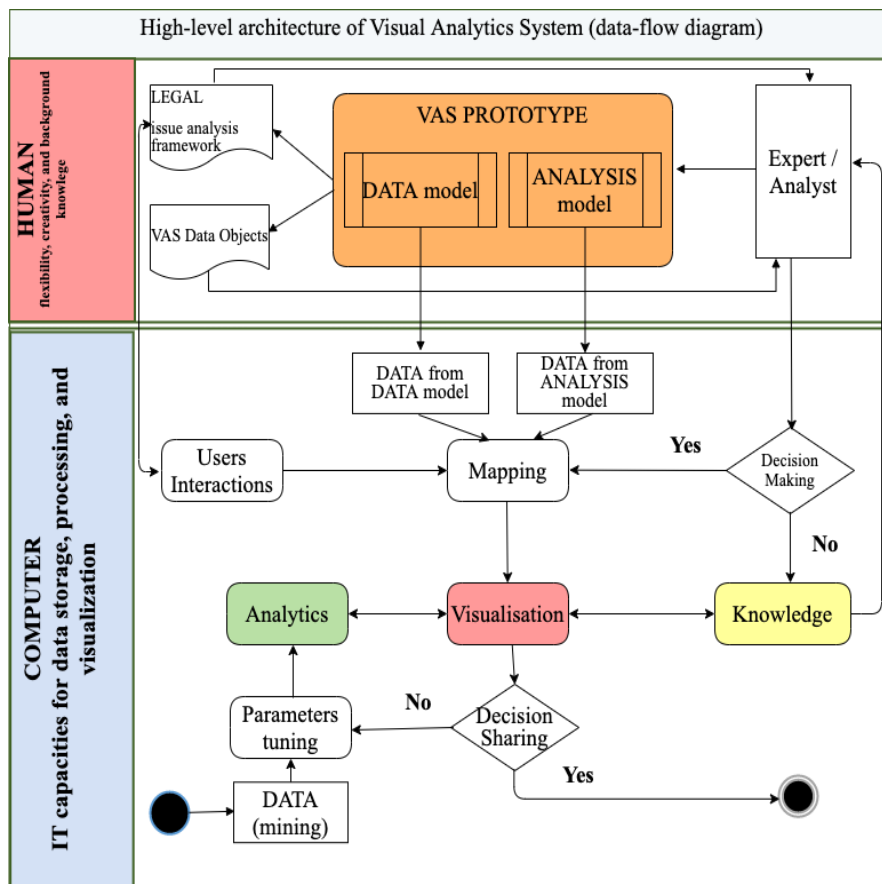 High-level architecture of Visual Analytics System (data-flow diagram)
HUMAN
flexibility, creativity, and background
knowlege
LEGAL
issue analysis
framework
VAS Data Objects
VAS PROTOTYPE
DATA model
ANALYSIS
model
Expert /
Analyst
COMPUTER
IT capacities for data storage, processing, and
visualization
DATA from
DATA model
DATA from
ANALYSIS
model
Users
Interactions
Mapping
Yes
Decision
Making
No
Analytics
Visualisation
Knowledge
Parameters
tuning
No
Decision
Sharing
Yes
DATA
(mining)